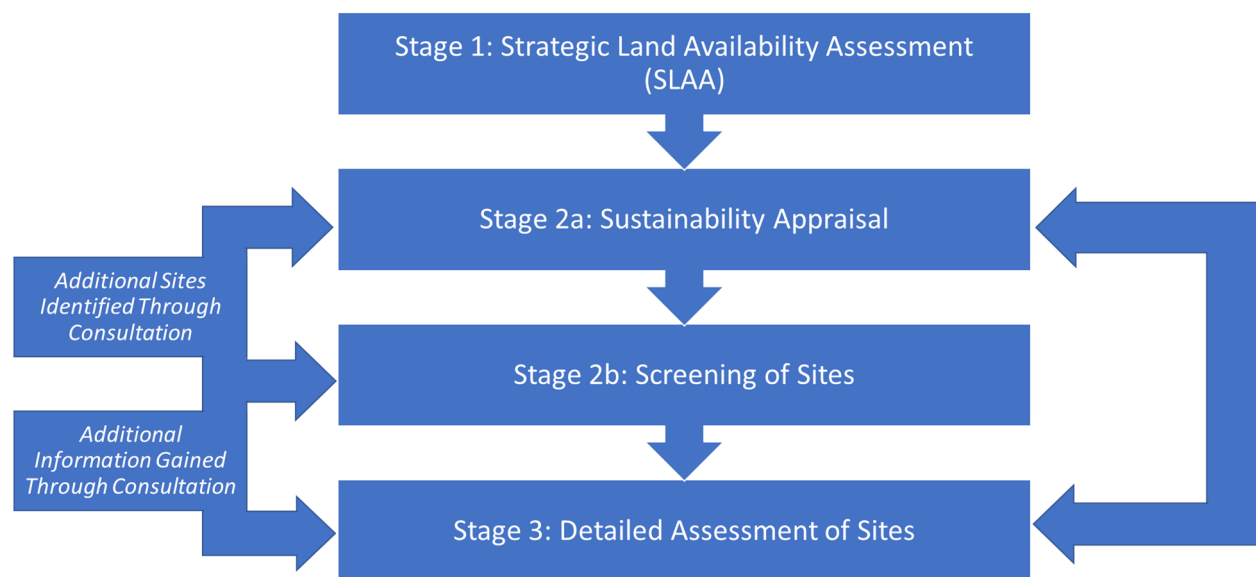 Stage 1: Strategic Land Availability Assessment
(SLAA)
Stage 2a: Sustainability Appraisal
Additional Sites
Identified Through
Consultation
Stage 2b: Screening of Sites
Additional
Information Gained
Through Consultation
Stage 3: Detailed Assessment of Sites